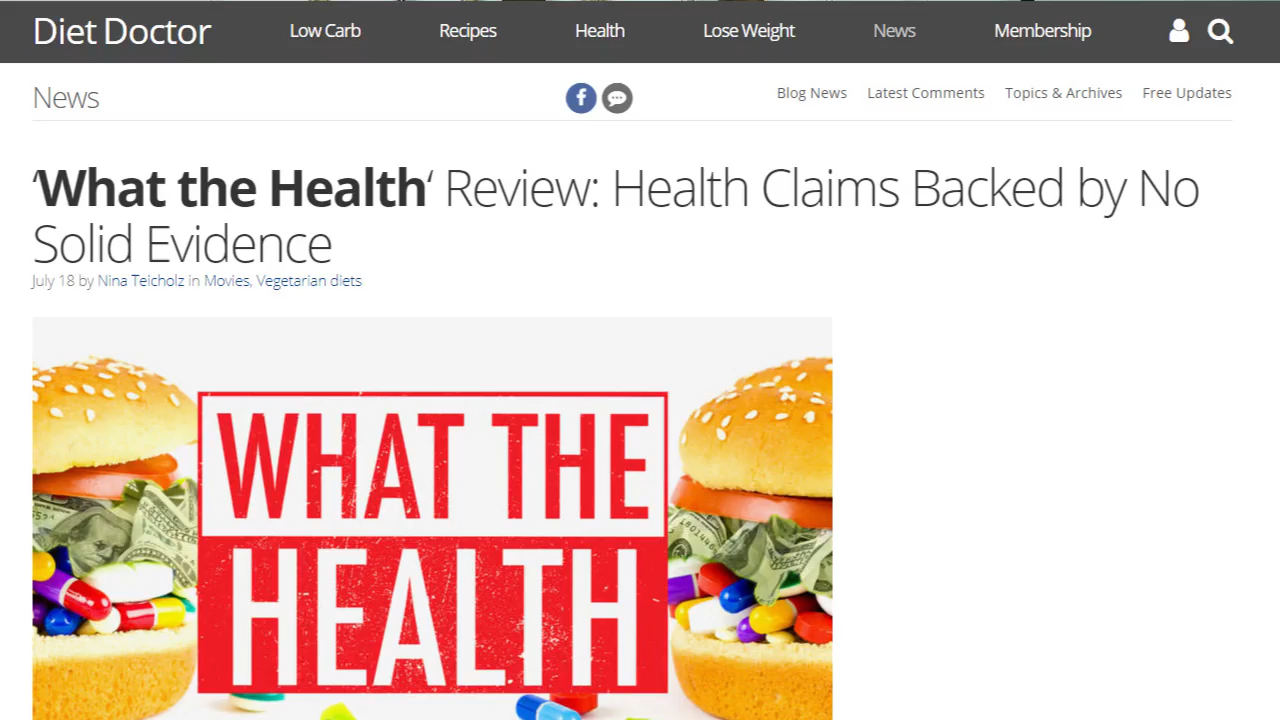 Diet Doctor Low Carb Recipes Health Lose Weight News Membership
News Blog News Latest Comments Topics & Archives Free Updates
‘What the Health‘ Review: Health Claims Backed by No
Solid Evidence
July 18 by Nina Teicholz in Movies, Vegetarian diets
WHAT THE
HEALTH